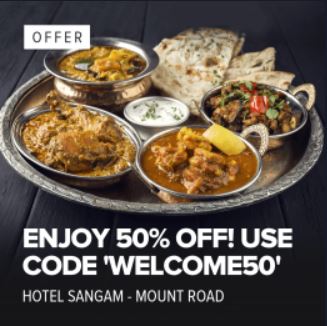 OFFER
ENJOY 50% OFF! USE
CODE 'WELCOME50'
HOTEL SANGAM - MOUNT ROAD